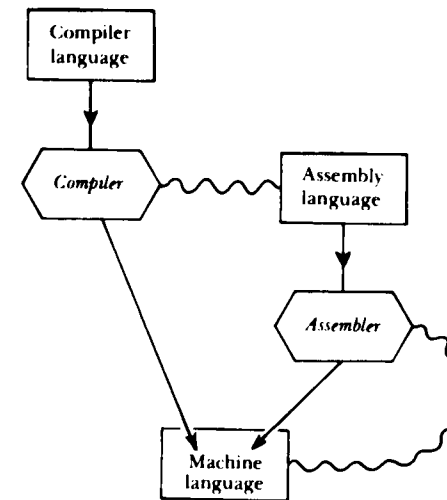 Compiler
language
Compiler
Assembly
language
Assembler
Machine
language